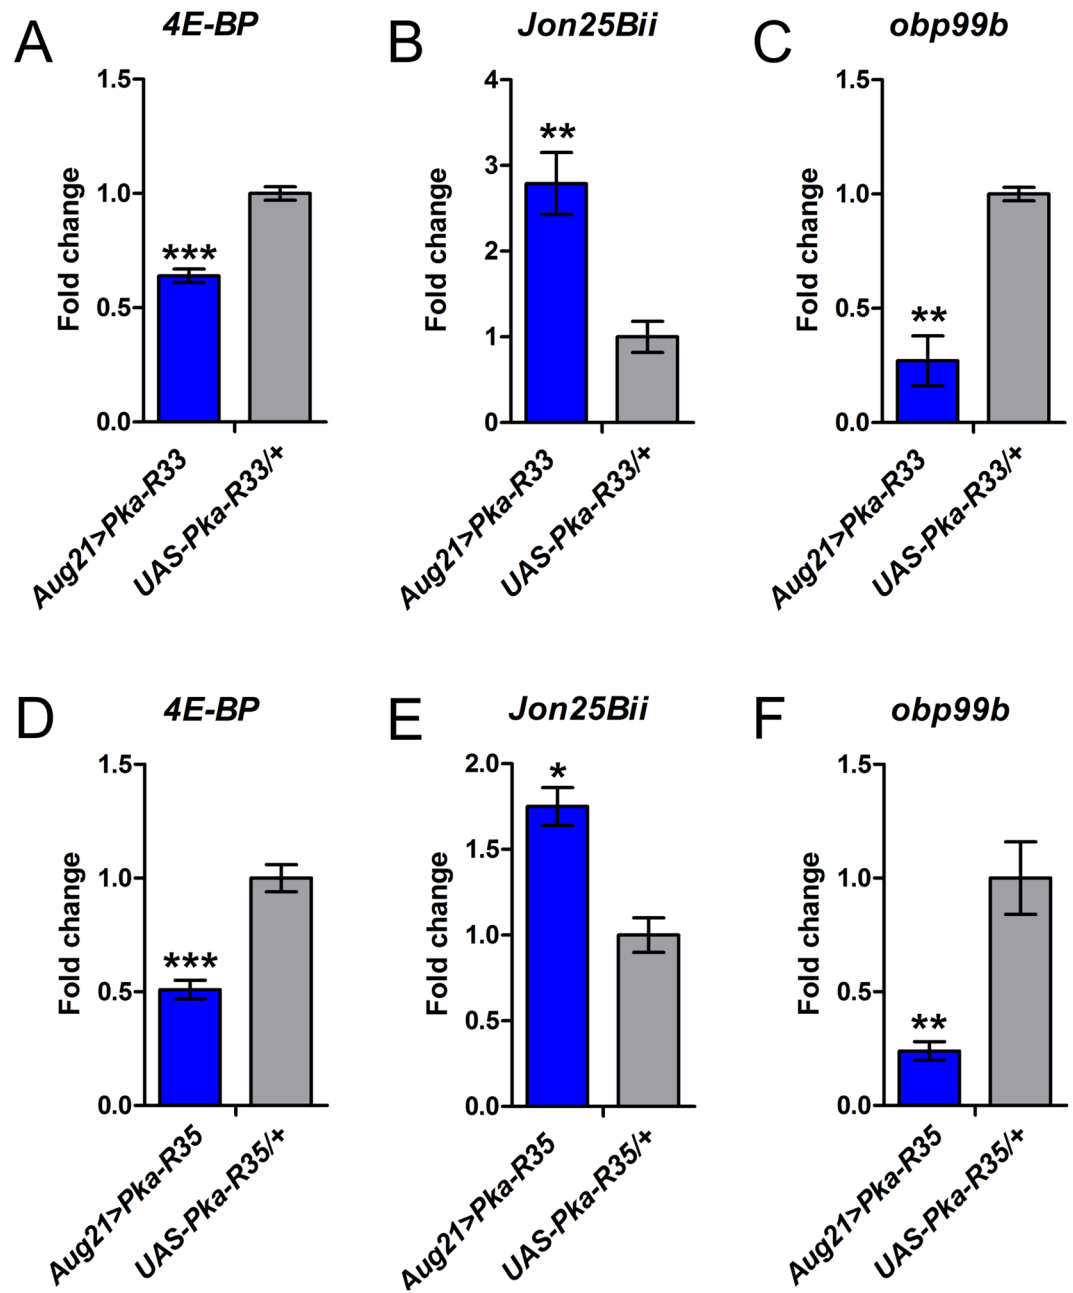 A
4E-BP
Fold change
1.5
1.0
0.5
0.0
***
Aug21>Pka-R33
UAS-Pka-R33/+
B
Jon25Bii
Fold change
4
3
2
1
0
**
Aug21>Pka-R33
UAS-Pka-R33/+
C
obp99b
Fold change
1.5
1.0
0.5
0.0
**
Aug21>Pka-R33
UAS-Pka-R33/+
D
4E-BP
Fold change
1.5
1.0
0.5
0.0
***
Aug21>Pka-R35
UAS-Pka-R35/+
E
Jon25Bii
Fold change
2.0
1.5
1.0
0.5
0.0
*
Aug21>Pka-R35
UAS-Pka-R35/+
F
obp99b
Fold change
1.5
1.0
0.5
0.0
**
Aug21>Pka-R35
UAS-Pka-R35/+